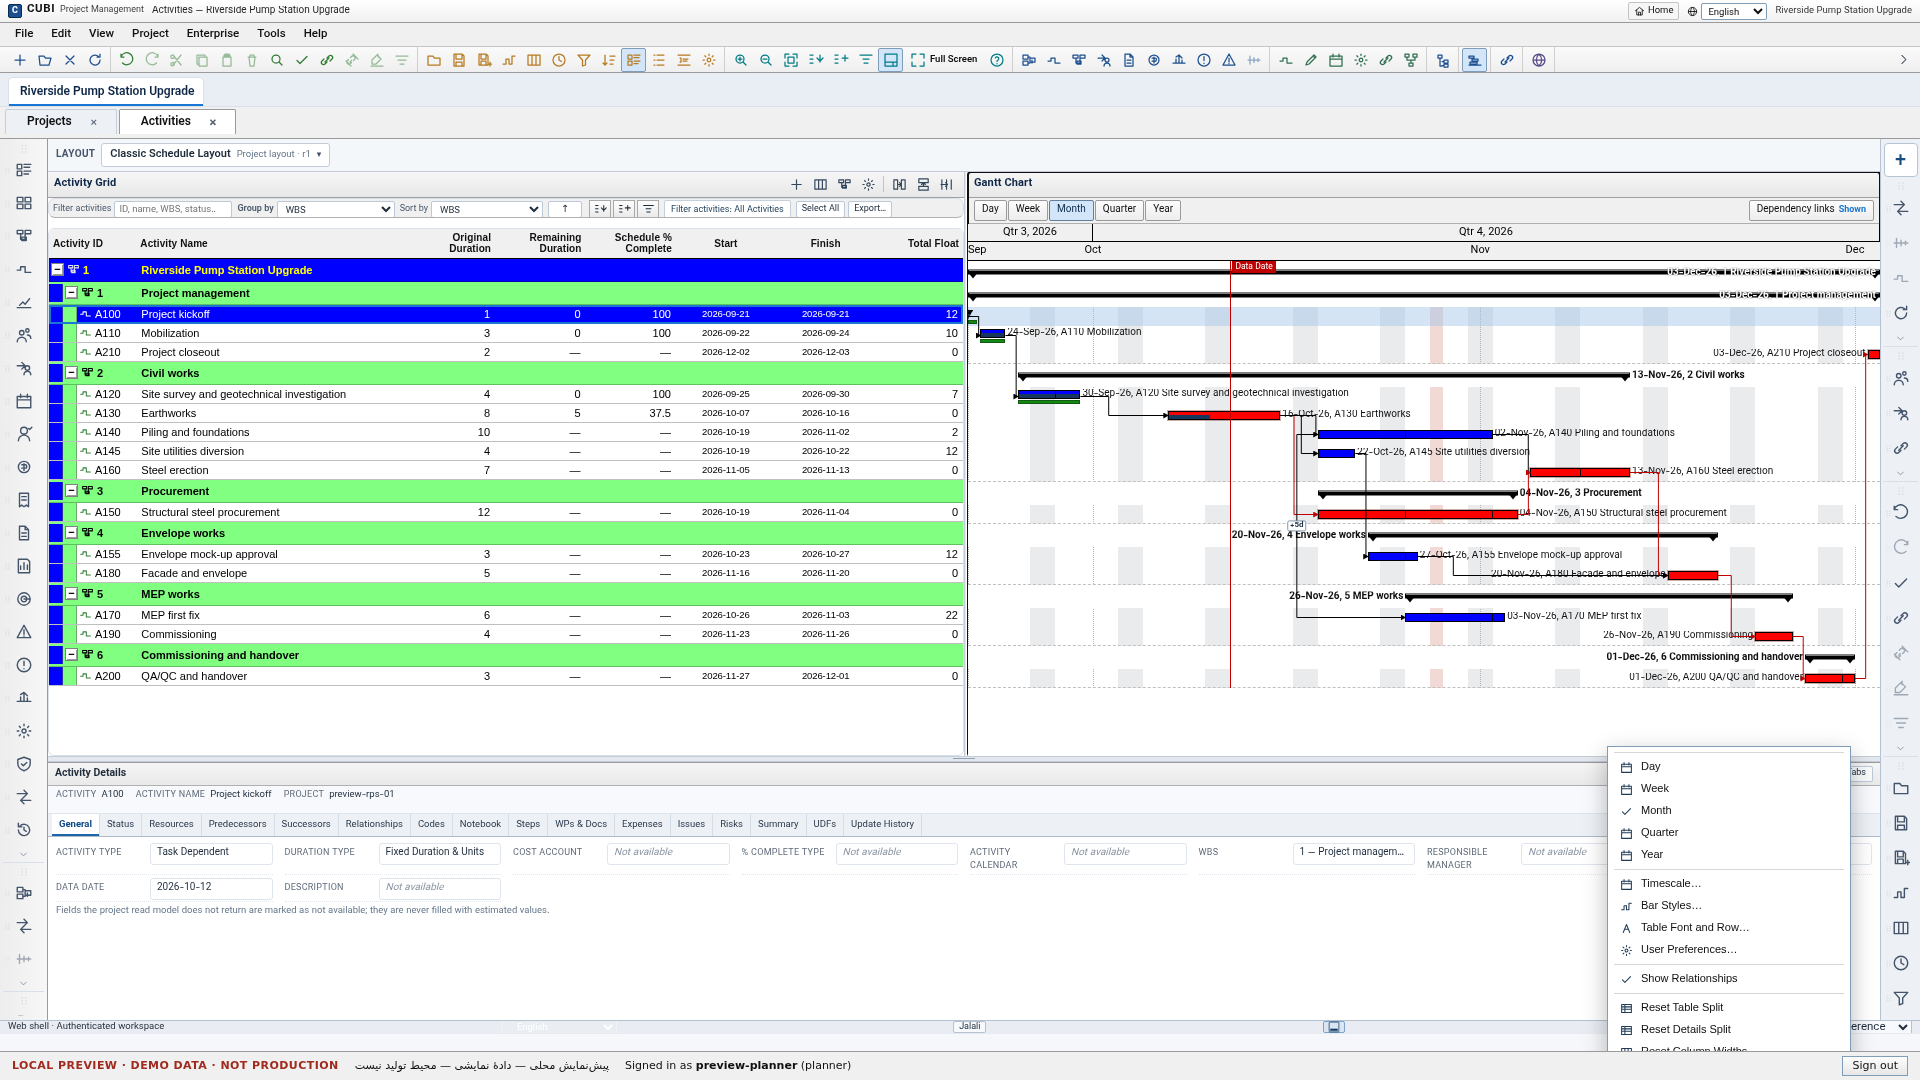 CUBI Project Management Activities — Riverside Pump Station Upgrade Home English Riverside Pump Station Upgrade
File Edit View Project Enterprise Tools Help
Full Screen
Riverside Pump Station Upgrade
Projects × Activities ×
LAYOUT Classic Schedule Layout Project layout · r1
Activity Grid
Filter activities ID, name, WBS, status.. Group by WBS Sort by WBS ↑ Filter activities: All Activities Select All Export...
Activity ID Activity Name Original Duration Remaining Duration Schedule % Complete Start Finish Total Float
1 Riverside Pump Station Upgrade
1 Project management
A100 Project kickoff 1 0 100 2026-09-21 2026-09-21 12
A110 Mobilization 3 0 100 2026-09-22 2026-09-24 10
A210 Project closeout 2 — — 2026-12-02 2026-12-03 0
2 Civil works
A120 Site survey and geotechnical investigation 4 0 100 2026-09-25 2026-09-30 7
A130 Earthworks 8 5 37.5 2026-10-07 2026-10-16 0
A140 Piling and foundations 10 — — 2026-10-19 2026-11-02 2
A145 Site utilities diversion 4 — — 2026-10-19 2026-10-22 12
A160 Steel erection 7 — — 2026-11-05 2026-11-13 0
3 Procurement
A150 Structural steel procurement 12 — — 2026-10-19 2026-11-04 0
4 Envelope works
A155 Envelope mock-up approval 3 — — 2026-10-23 2026-10-27 12
A180 Facade and envelope 5 — — 2026-11-16 2026-11-20 0
5 MEP works
A170 MEP first fix 6 — — 2026-10-26 2026-11-03 22
A190 Commissioning 4 — — 2026-11-23 2026-11-26 0
6 Commissioning and handover
A200 QA/QC and handover 3 — — 2026-11-27 2026-12-01 0
Gantt Chart
Day Week Month Quarter Year Dependency links Shown
Qtr 3, 2026 Qtr 4, 2026
Sep Oct Nov Dec
Data Date
03-Dec-26, 1 Riverside Pump Station Upgrade
03-Dec-26, 1 Project management
24-Sep-26, A110 Mobilization
03-Dec-26, A210 Project closeout
13-Nov-26, 2 Civil works
30-Sep-26, A120 Site survey and geotechnical investigation
16-Oct-26, A130 Earthworks
02-Nov-26, A140 Piling and foundations
22-Oct-26, A145 Site utilities diversion
13-Nov-26, A160 Steel erection
04-Nov-26, 3 Procurement
04-Nov-26, A150 Structural steel procurement
+5d
20-Nov-26, 4 Envelope works
27-Oct-26, A155 Envelope mock-up approval
20-Nov-26, A180 Facade and envelope
26-Nov-26, 5 MEP works
03-Nov-26, A170 MEP first fix
26-Nov-26, A190 Commissioning
01-Dec-26, 6 Commissioning and handover
01-Dec-26, A200 QA/QC and handover
Activity Details
ACTIVITY A100 ACTIVITY NAME Project kickoff PROJECT preview-rps-01
General Status Resources Predecessors Successors Relationships Codes Notebook Steps WPs & Docs Expenses Issues Risks Summary UDFs Update History
ACTIVITY TYPE Task Dependent DURATION TYPE Fixed Duration & Units COST ACCOUNT Not available % COMPLETE TYPE Not available ACTIVITY CALENDAR Not available WBS 1 — Project managem... RESPONSIBLE MANAGER Not available
DATA DATE 2026-10-12 DESCRIPTION Not available
Fields the project read model does not return are marked as not available; they are never filled with estimated values.
Day
Week
Month
Quarter
Year
Timescale...
Bar Styles...
Table Font and Row...
User Preferences...
Show Relationships
Reset Table Split
Reset Details Split
Reset Column Widths
Web shell · Authenticated workspace English Jalali
LOCAL PREVIEW · DEMO DATA · NOT PRODUCTION پیش‌نمایش محلی — دادهٔ نمایشی — محیط تولید نیست Signed in as preview-planner (planner) Sign out